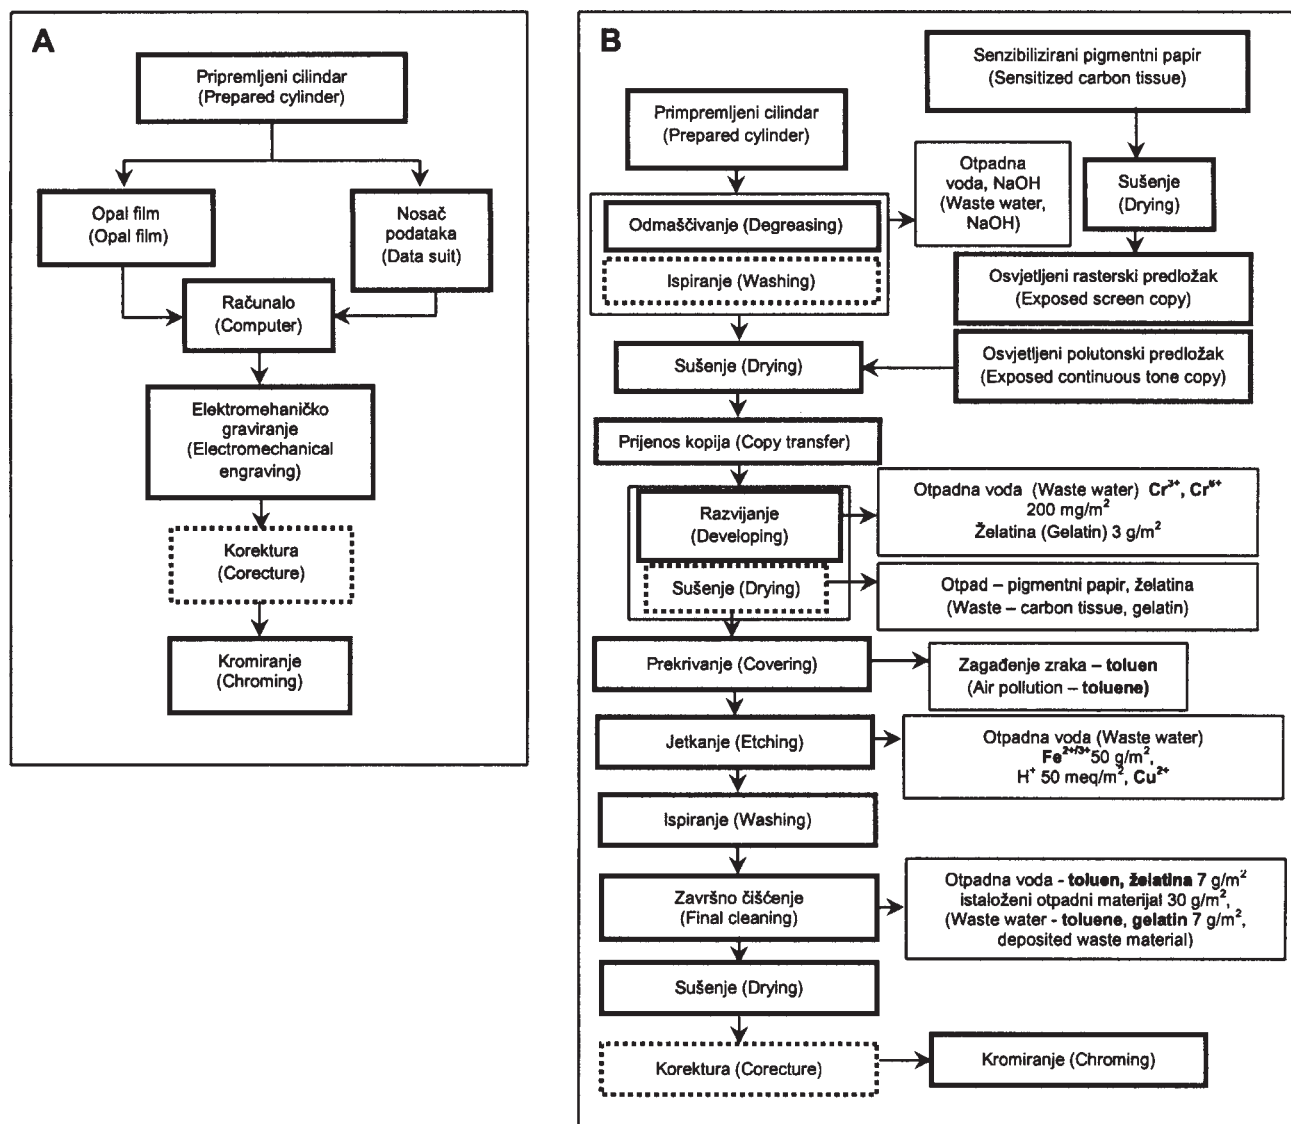 A
Pripremljeni cilindar
(Prepared cylinder)
Opal film
(Opal film)
Nosač
podataka
(Data suit)
Računalo
(Computer)
Elektromehaničko
graviranje
(Electromechanical
engraving)
Korektura
(Corecture)
Kromiranje
(Chroming)
B
Senzibilizirani pigmentni papir
(Sensitized carbon tissue)
Primpremljeni cilindar
(Prepared cylinder)
Otpadna
voda, NaOH
(Waste water,
NaOH)
Sušenje
(Drying)
Odmaščivanje (Degreasing)
Ispiranje (Washing)
Osvjetljeni rasterski predložak
(Exposed screen copy)
Sušenje (Drying)
Osvjetljeni polutonski predložak
(Exposed continuous tone copy)
Prijenos kopija (Copy transfer)
Razvijanje
(Developing)
Otpadna voda (Waste water) Cr³⁺, Cr⁶⁺
200 mg/m²
Želatina (Gelatin) 3 g/m²
Sušenje (Drying)
Otpad – pigmentni papir, želatina
(Waste – carbon tissue, gelatin)
Prekrivanje (Covering)
Zagađenje zraka – toluen
(Air pollution – toluene)
Jetkanje (Etching)
Otpadna voda (Waste water)
Fe²⁺/³⁺ 50 g/m²,
H⁺ 50 meq/m², Cu²⁺
Ispiranje (Washing)
Završno čišćenje
(Final cleaning)
Otpadna voda - toluen, želatina 7 g/m²
istaloženi otpadni materijal 30 g/m²,
(Waste water - toluene, gelatin 7 g/m²,
deposited waste material)
Sušenje (Drying)
Korektura (Corecture)
Kromiranje (Chroming)